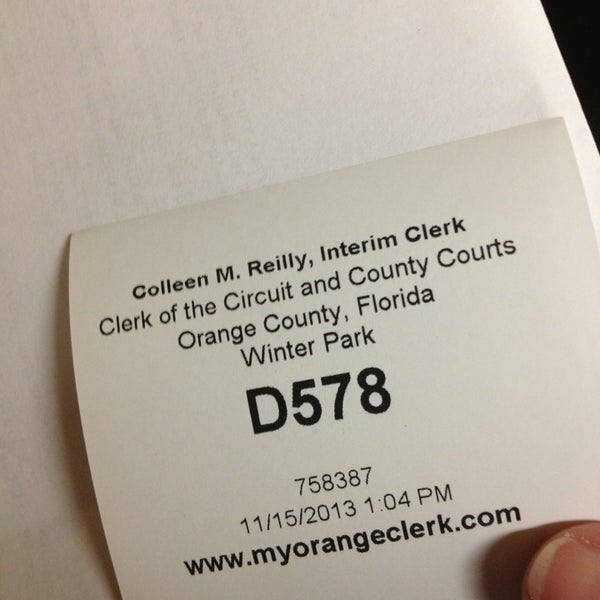 Colleen M. Reilly, Interim Clerk
Clerk of the Circuit and County Courts
Orange County, Florida
Winter Park
D578
758387
11/15/2013 1:04 PM
www.myorangeclerk.com